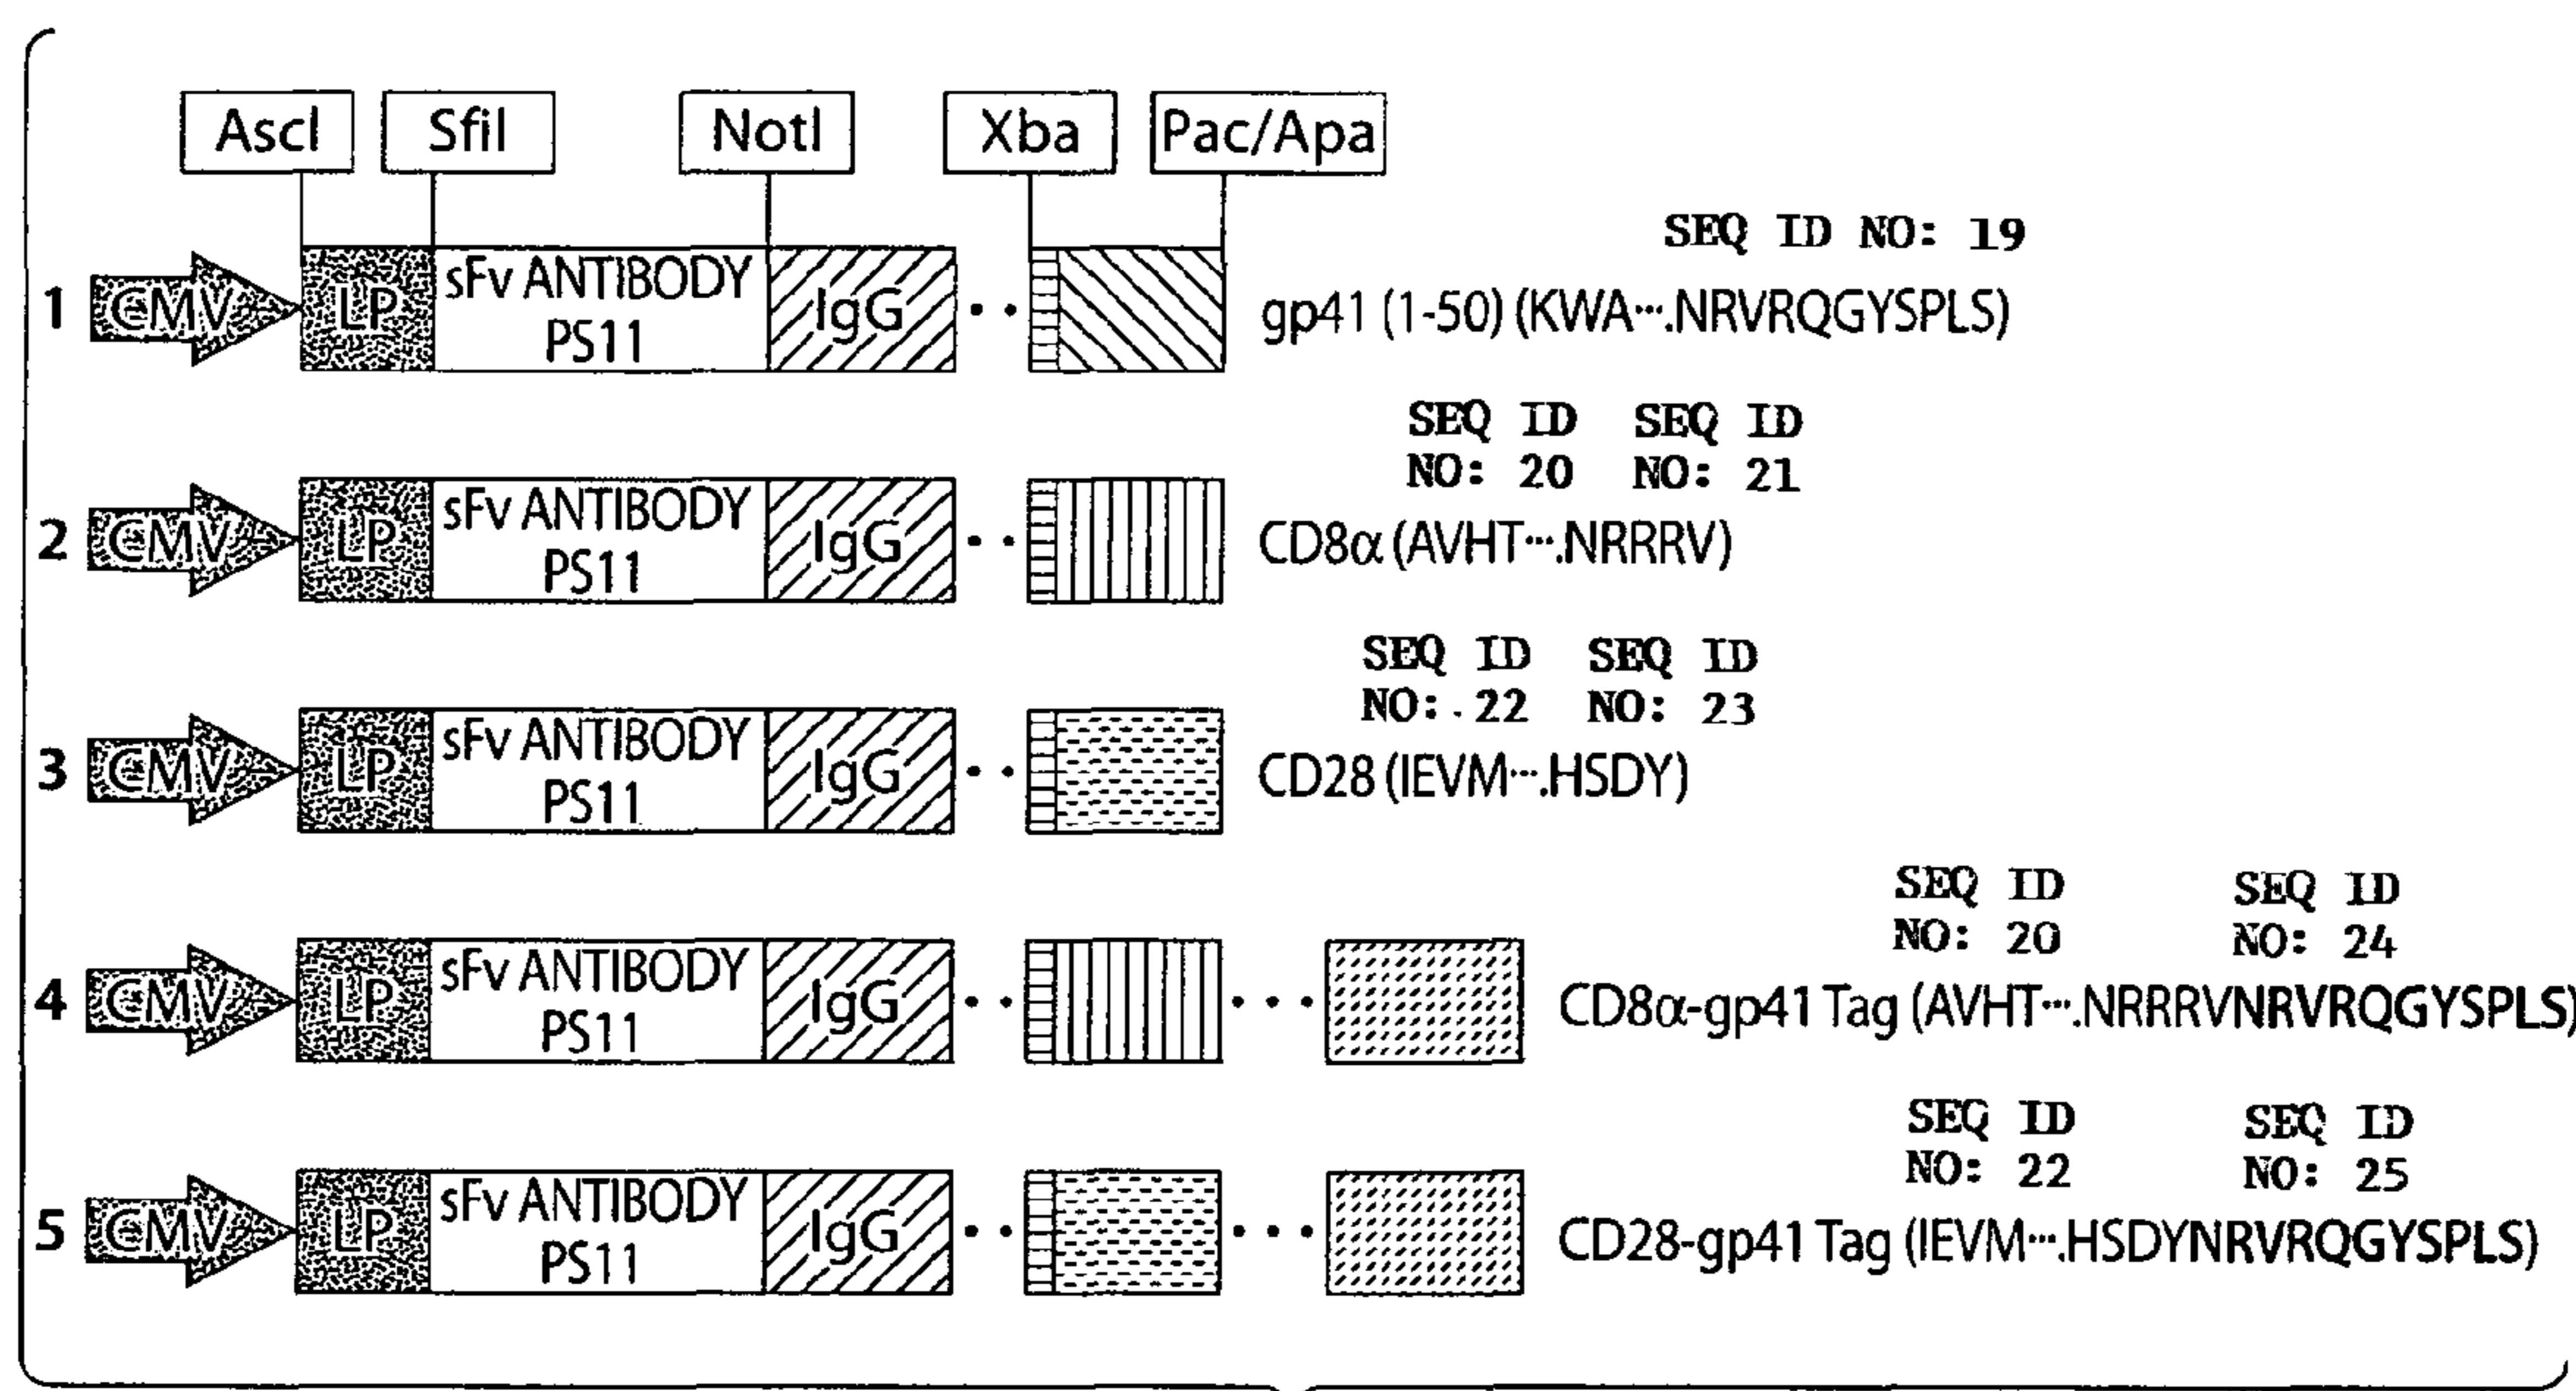 AscI SfiI NotI Xba Pac/Apa
SEQ ID NO: 19
1 CMV LP sFv ANTIBODY PS11 IgG gp41 (1-50) (KWA....NRVRQGYSPLS)
SEQ ID SEQ ID
NO: 20 NO: 21
2 CMV LP sFv ANTIBODY PS11 IgG CD8α (AVHT....NRRRV)
SEQ ID SEQ ID
NO: 22 NO: 23
3 CMV LP sFv ANTIBODY PS11 IgG CD28 (IEVM....HSDY)
SEQ ID SEQ ID
NO: 20 NO: 24
4 CMV LP sFv ANTIBODY PS11 IgG CD8α-gp41 Tag (AVHT....NRRRVNRVRQGYSPLS)
SEQ ID SEQ ID
NO: 22 NO: 25
5 CMV LP sFv ANTIBODY PS11 IgG CD28-gp41 Tag (IEVM....HSDYNRVRQGYSPLS)